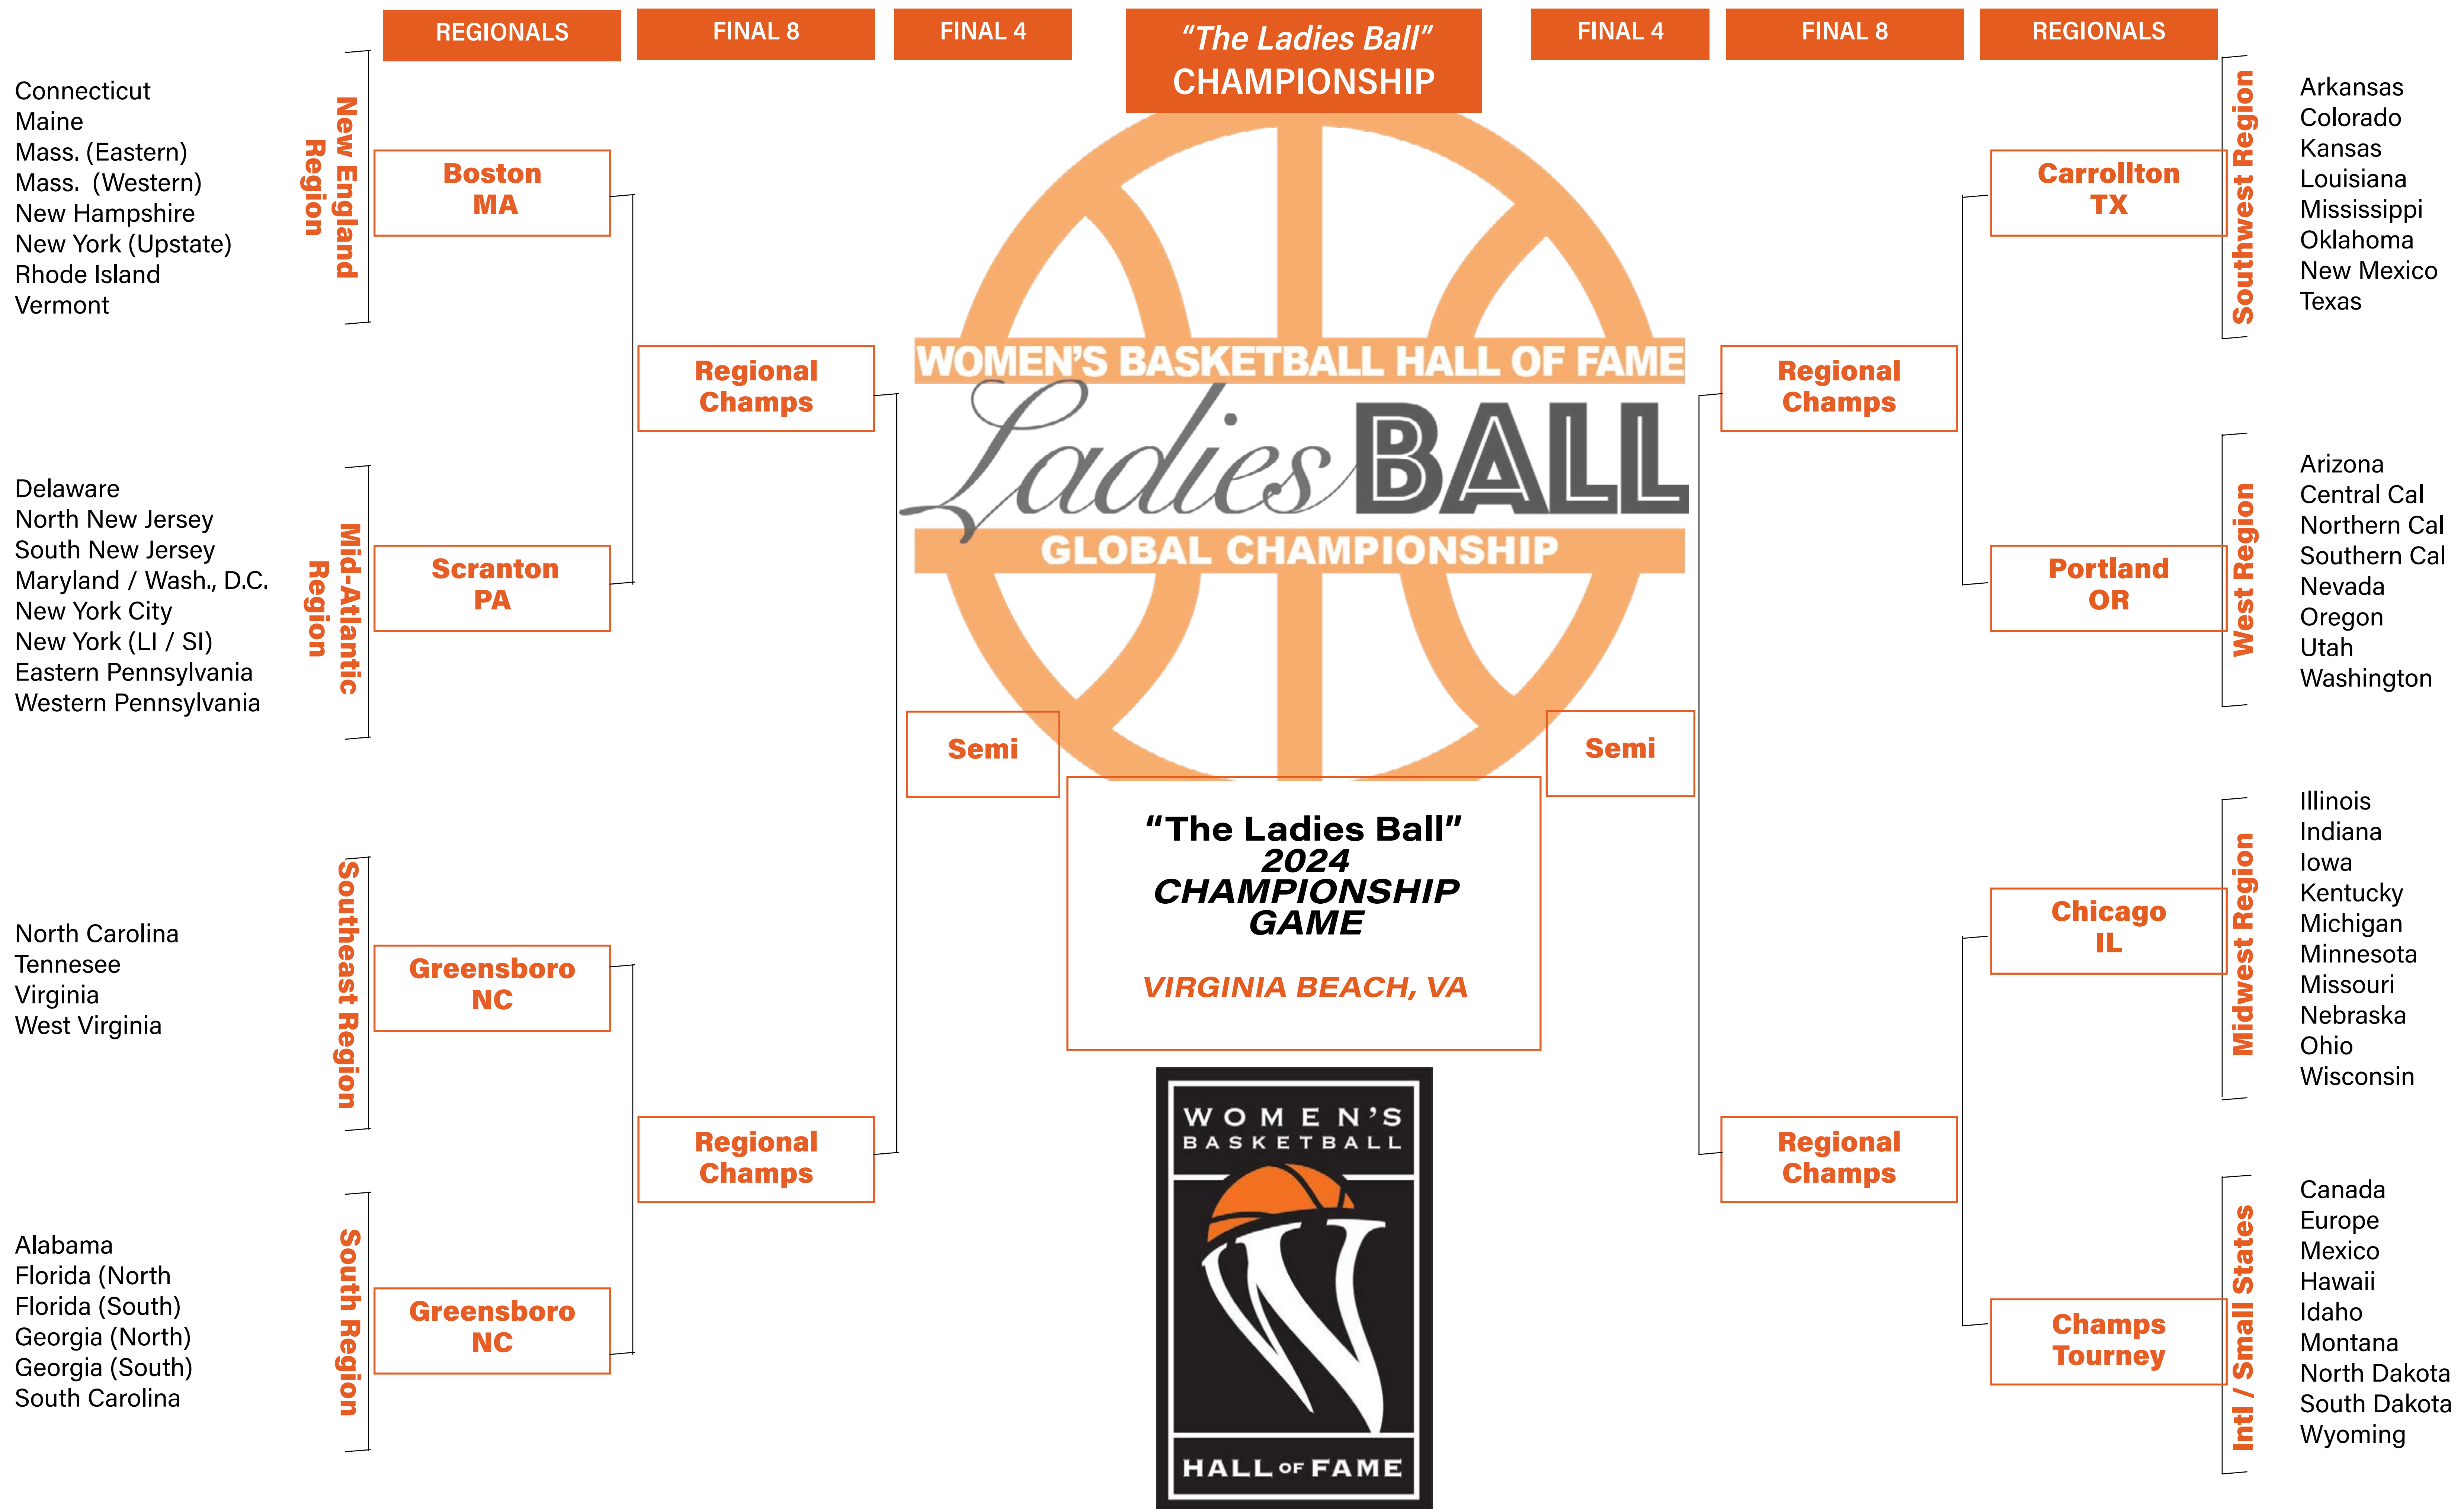 REGIONALS
FINAL 8
FINAL 4
“The Ladies Ball”
CHAMPIONSHIP
FINAL 4
FINAL 8
REGIONALS
Connecticut
Maine
Mass. (Eastern)
Mass.  (Western)
New Hampshire
New York (Upstate)
Rhode Island
Vermont
New England
Region
Boston
MA
Delaware
North New Jersey
South New Jersey
Maryland / Wash., D.C.
New York City
New York (LI / SI)
Eastern Pennsylvania
Western Pennsylvania
Mid-Atlantic
Region
Scranton
PA
Regional
Champs
North Carolina
Tennesee
Virginia
West Virginia
Southeast Region
Greensboro
NC
Alabama
Florida (North
Florida (South)
Georgia (North)
Georgia (South)
South Carolina
South Region
Greensboro
NC
Regional
Champs
Semi
WOMEN’S BASKETBALL HALL OF FAME
Ladies BALL
GLOBAL CHAMPIONSHIP
“The Ladies Ball”
2024
CHAMPIONSHIP
GAME
VIRGINIA BEACH, VA
WOMEN’S
BASKETBALL
HALL OF FAME
Semi
Regional
Champs
Regional
Champs
Carrollton
TX
Southwest Region
Arkansas
Colorado
Kansas
Louisiana
Mississippi
Oklahoma
New Mexico
Texas
Portland
OR
West Region
Arizona
Central Cal
Northern Cal
Southern Cal
Nevada
Oregon
Utah
Washington
Chicago
IL
Midwest Region
Illinois
Indiana
Iowa
Kentucky
Michigan
Minnesota
Missouri
Nebraska
Ohio
Wisconsin
Champs
Tourney
Intl / Small States
Canada
Europe
Mexico
Hawaii
Idaho
Montana
North Dakota
South Dakota
Wyoming